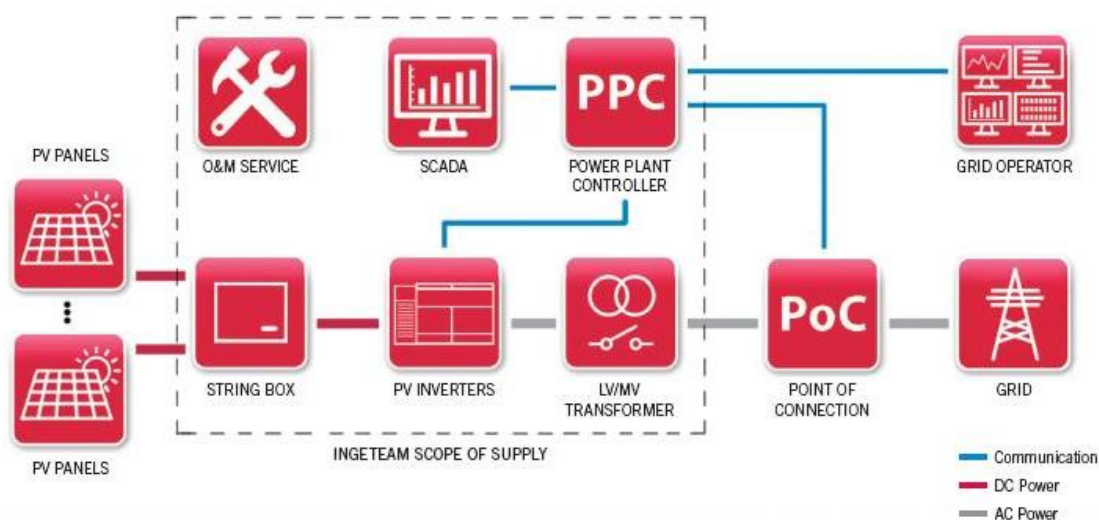 PV PANELS
O&M SERVICE
SCADA
PPC
POWER PLANT
CONTROLLER
GRID OPERATOR
STRING BOX
PV INVERTERS
LV/MV
TRANSFORMER
PoC
POINT OF
CONNECTION
GRID
PV PANELS
INGETEAM SCOPE OF SUPPLY
Communication
DC Power
AC Power